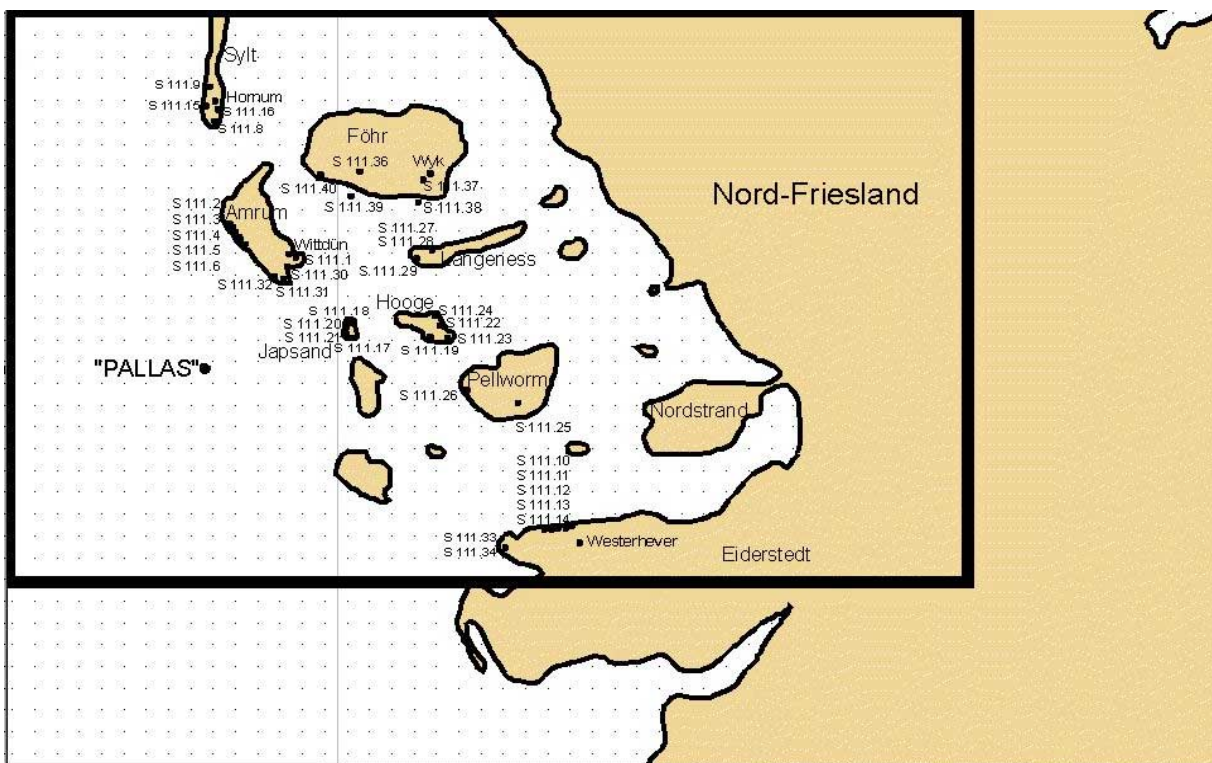 Sylt
S 111.9
Hornum
S 111.15
S 111.16
S 111.8
Föhr
S 111.36
Wyk
S 111.40
S 111.37
S 111.39
S 111.38
Nord-Friesland
S 111.2
S 111.3
S 111.4
S 111.5
S 111.6
Amrum
Wittdün
S 111.1
S 111.30
S 111.32
S 111.31
S 111.27
S 111.28
S 111.29
Langeness
Hooge
S 111.18
S 111.20
S 111.21
S 111.17
Japsand
S 111.24
S 111.22
S 111.23
S 111.19
"PALLAS"
Pellworm
S 111.26
S 111.25
Nordstrand
S 111.10
S 111.11
S 111.12
S 111.13
S 111.14
S 111.33
S 111.34
Westerhever
Eiderstedt